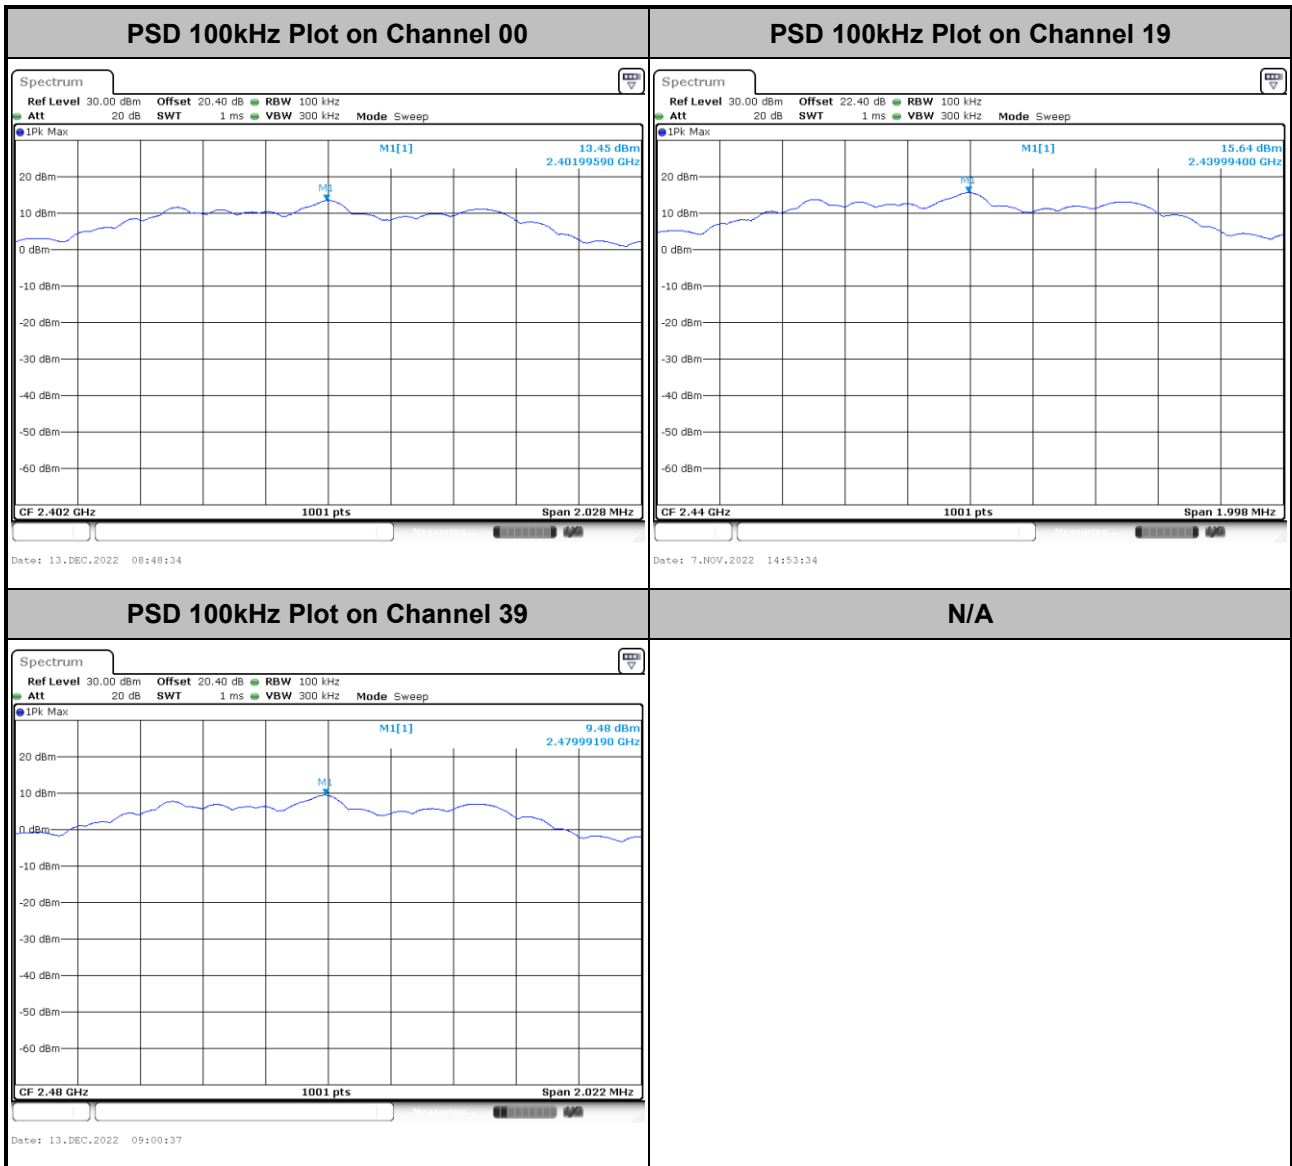 PSD 100kHz Plot on Channel 00
Spectrum
Ref Level 30.00 dBm Offset 20.40 dB RBW 100 kHz
Att 20 dB SWT 1 ms VBW 300 kHz Mode Sweep
1Pk Max
M1[1] 13.45 dBm
2.40199590 GHz
M1
20 dBm
10 dBm
0 dBm
-10 dBm
-20 dBm
-30 dBm
-40 dBm
-50 dBm
-60 dBm
CF 2.402 GHz 1001 pts Span 2.028 MHz
Measuring...
Date: 13.DEC.2022 08:48:34
PSD 100kHz Plot on Channel 19
Spectrum
Ref Level 30.00 dBm Offset 22.40 dB RBW 100 kHz
Att 20 dB SWT 1 ms VBW 300 kHz Mode Sweep
1Pk Max
M1[1] 15.64 dBm
2.43999400 GHz
M1
20 dBm
10 dBm
0 dBm
-10 dBm
-20 dBm
-30 dBm
-40 dBm
-50 dBm
-60 dBm
CF 2.44 GHz 1001 pts Span 1.998 MHz
Measuring...
Date: 7.NOV.2022 14:53:34
PSD 100kHz Plot on Channel 39
Spectrum
Ref Level 30.00 dBm Offset 20.40 dB RBW 100 kHz
Att 20 dB SWT 1 ms VBW 300 kHz Mode Sweep
1Pk Max
M1[1] 9.48 dBm
2.47999190 GHz
M1
20 dBm
10 dBm
0 dBm
-10 dBm
-20 dBm
-30 dBm
-40 dBm
-50 dBm
-60 dBm
CF 2.48 GHz 1001 pts Span 2.022 MHz
Measuring...
Date: 13.DEC.2022 09:00:37
N/A